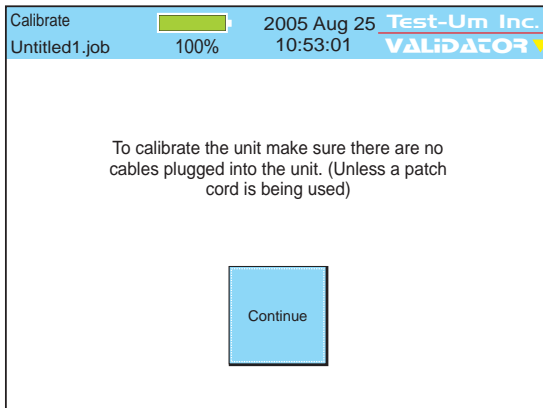 Calibrate
Untitled1.job
100%
2005 Aug 25
10:53:01
Test-Um Inc.
VALIDATOR
To calibrate the unit make sure there are no
cables plugged into the unit. (Unless a patch
cord is being used)
Continue